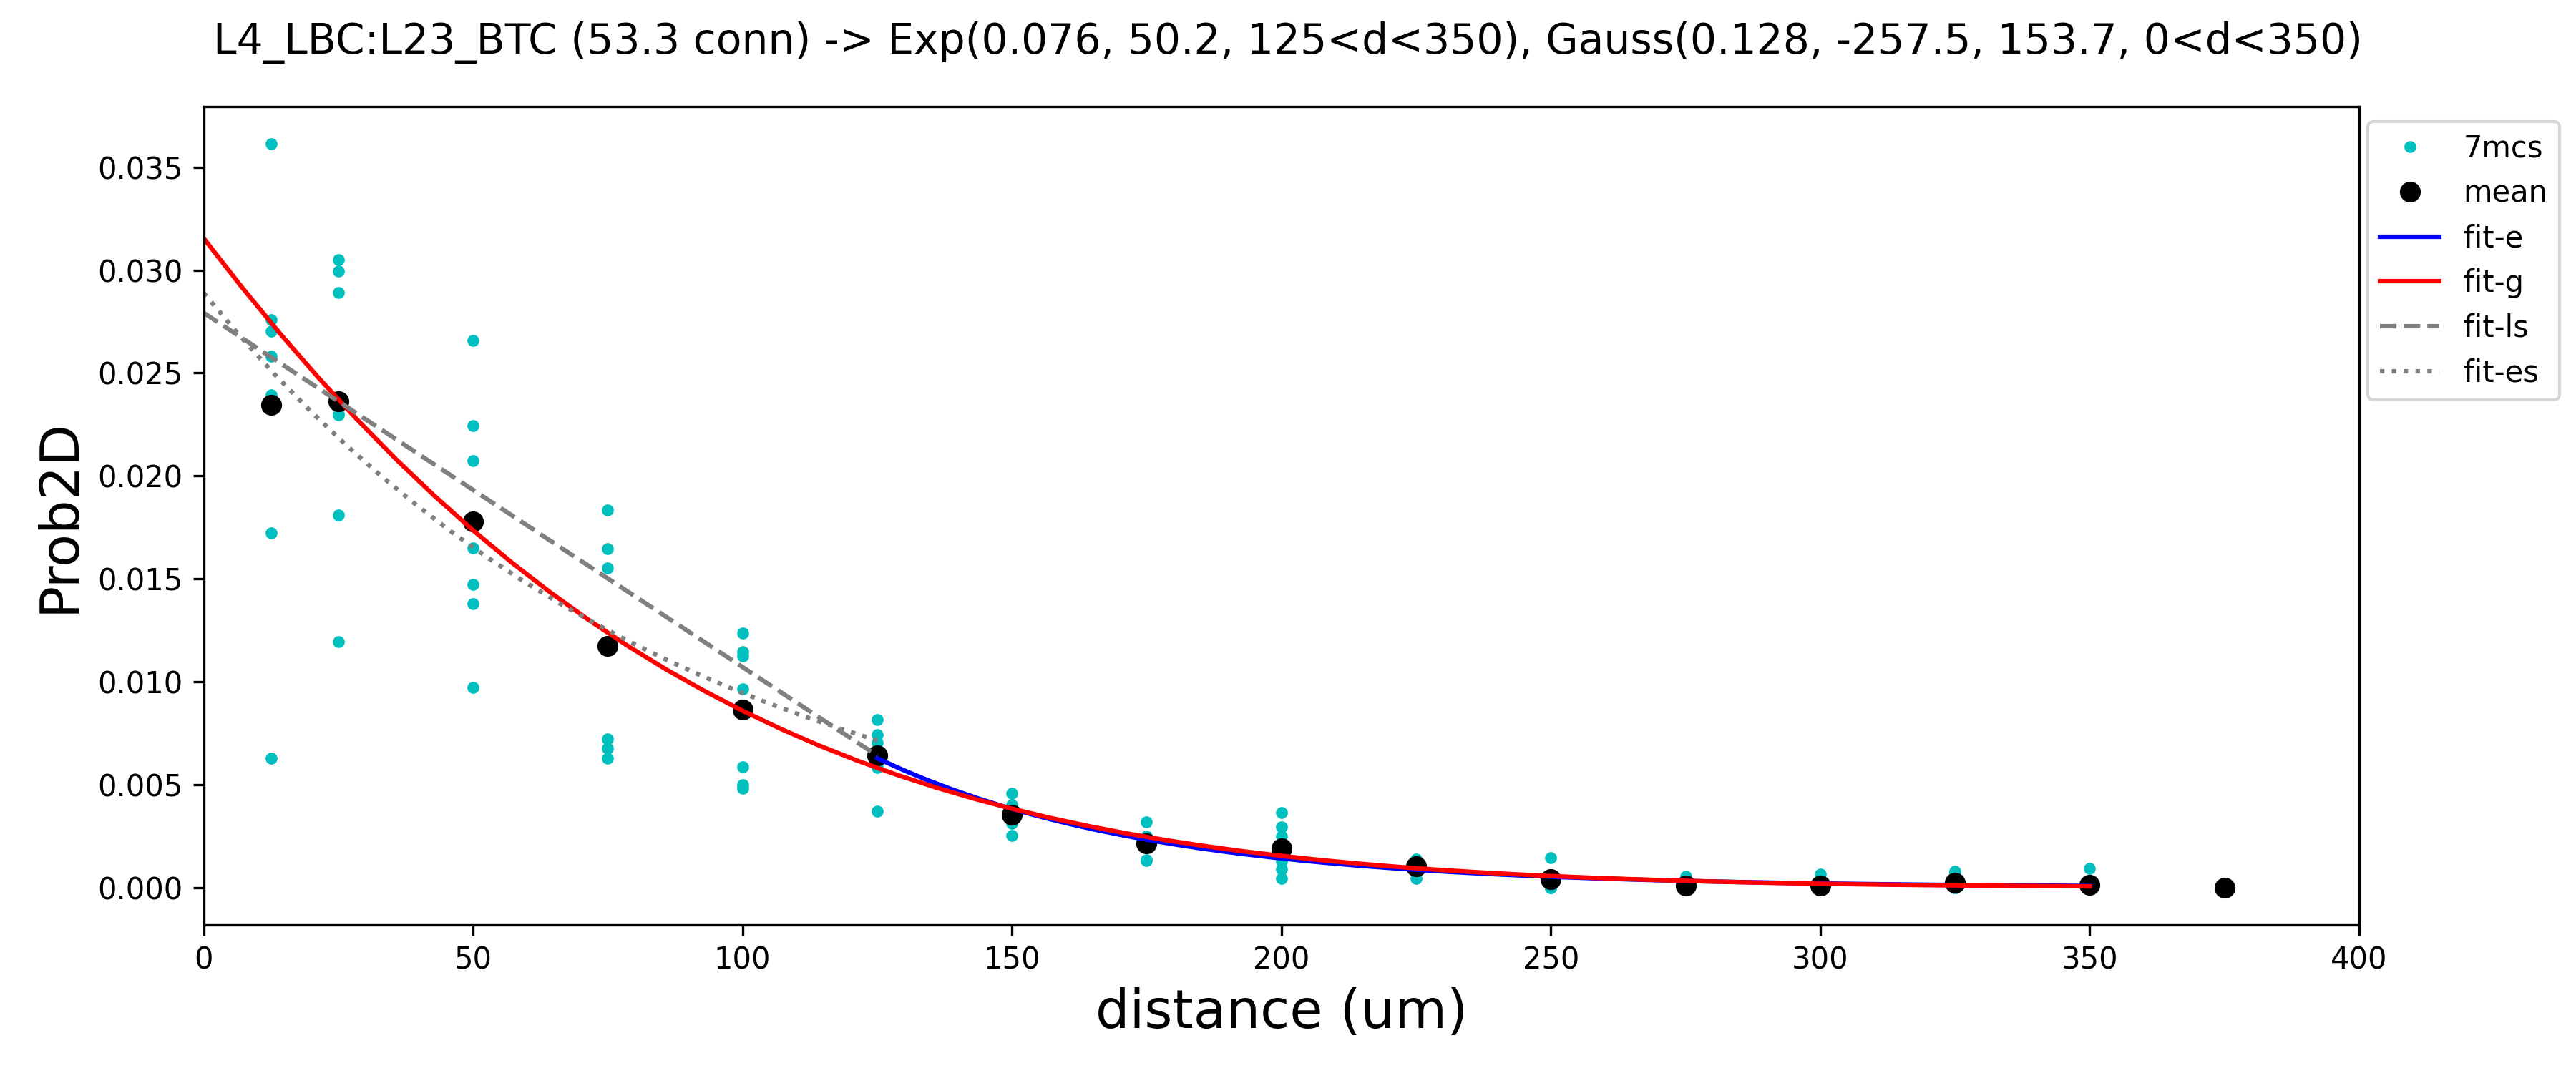 L4_LBC:L23_BTC (53.3 conn) -> Exp(0.076, 50.2, 125<d<350), Gauss(0.128, -257.5, 153.7, 0<d<350)
0.035
0.030
0.025
0.020
0.015
0.010
0.005
0.000
Prob2D
0 50 100 150 200 250 300 350 400
distance (um)
7mcs
mean
fit-e
fit-g
fit-ls
fit-es